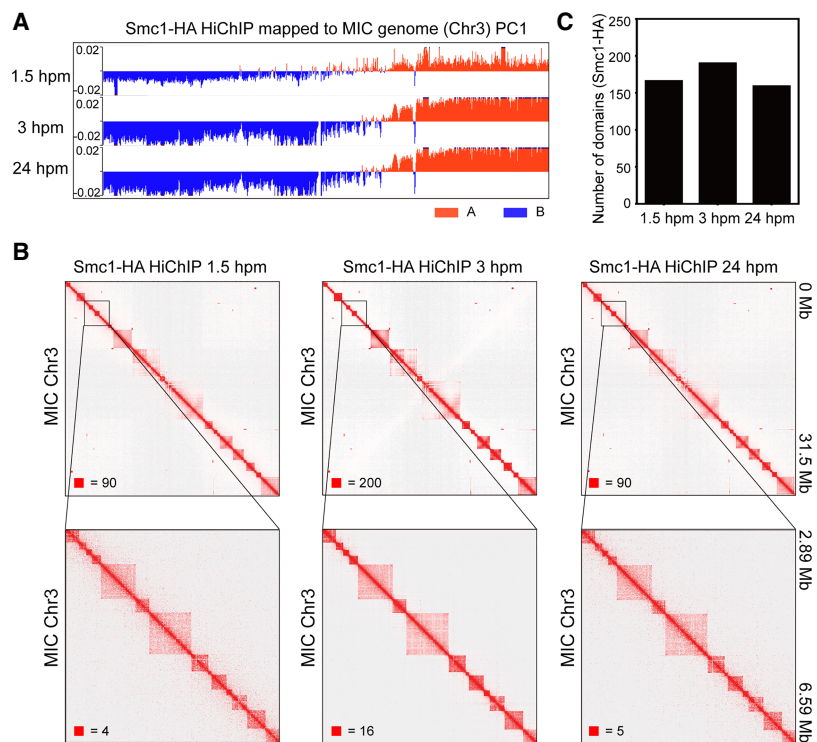 A
Smc1-HA HiChIP mapped to MIC genome (Chr3) PC1
1.5 hpm
0.02
-0.02
3 hpm
0.02
-0.02
24 hpm
0.02
-0.02
A
B
C
Number of domains (Smc1-HA)
250
200
150
100
50
0
1.5 hpm
3 hpm
24 hpm
B
Smc1-HA HiChIP 1.5 hpm
Smc1-HA HiChIP 3 hpm
Smc1-HA HiChIP 24 hpm
MIC Chr3
= 90
MIC Chr3
= 200
MIC Chr3
= 90
0 Mb
31.5 Mb
MIC Chr3
= 4
MIC Chr3
= 16
MIC Chr3
= 5
2.89 Mb
6.59 Mb